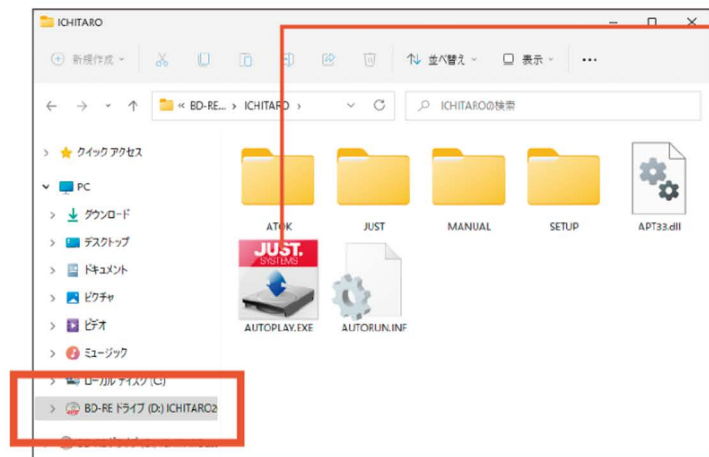 ICHITARO
新規作成
並べ替え
表示
« BD-RE... › ICHITARO ›
ICHITAROの検索
クイック アクセス
PC
ダウンロード
デスクトップ
ドキュメント
ピクチャ
ビデオ
ミュージック
ローカル ディスク (C:)
BD-RE ドライブ (D:) ICHITARO2
ATOK
JUST
MANUAL
SETUP
APT33.dll
JUST.
SYSTEMS
AUTOPLAY.EXE
AUTORUN.INF